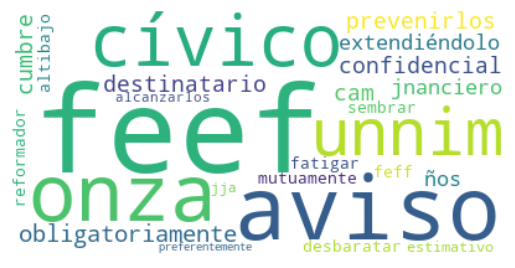 cívico
prevenirlos
extendiéndolo
confidencial
cumbre
altibajo
destinatario
alcanzarlos
cam
jnanciero
sembrar
feef
unnim
reformador
onza
jja
fatigar
mutuamente
feff
ños
aviso
obligatoriamente
preferentemente
desbaratar
estimativo